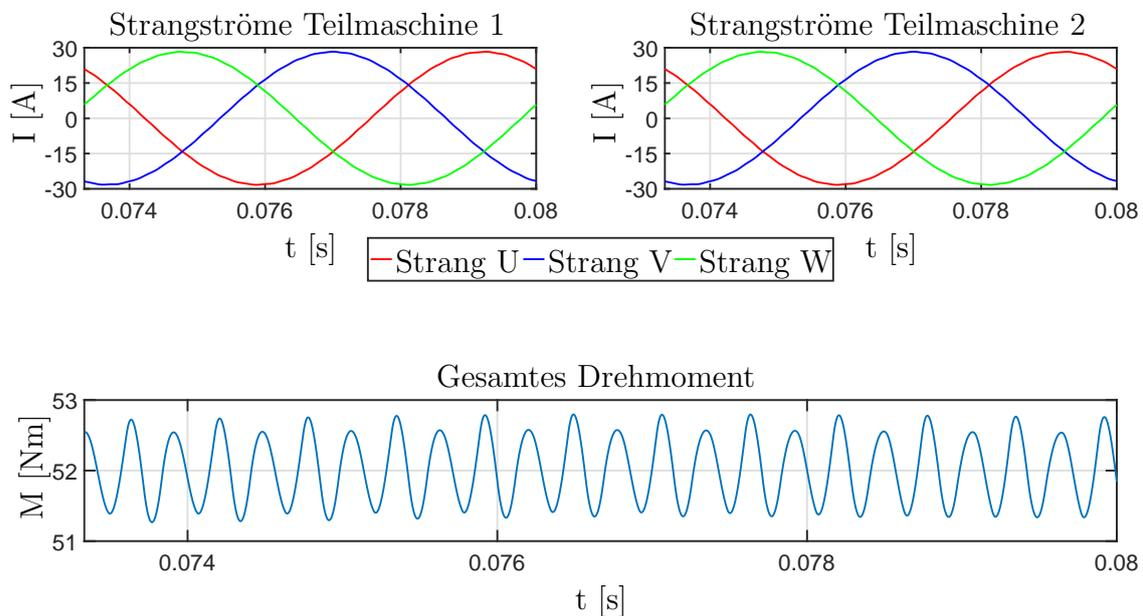 Strangströme Teilmaschine 1
Strangströme Teilmaschine 2
I [A]
30
15
0
-15
-30
0.074 0.076 0.078 0.08
t [s]
I [A]
30
15
0
-15
-30
0.074 0.076 0.078 0.08
t [s]
Strang U Strang V Strang W
Gesamtes Drehmoment
M [Nm]
53
52
51
0.074 0.076 0.078 0.08
t [s]